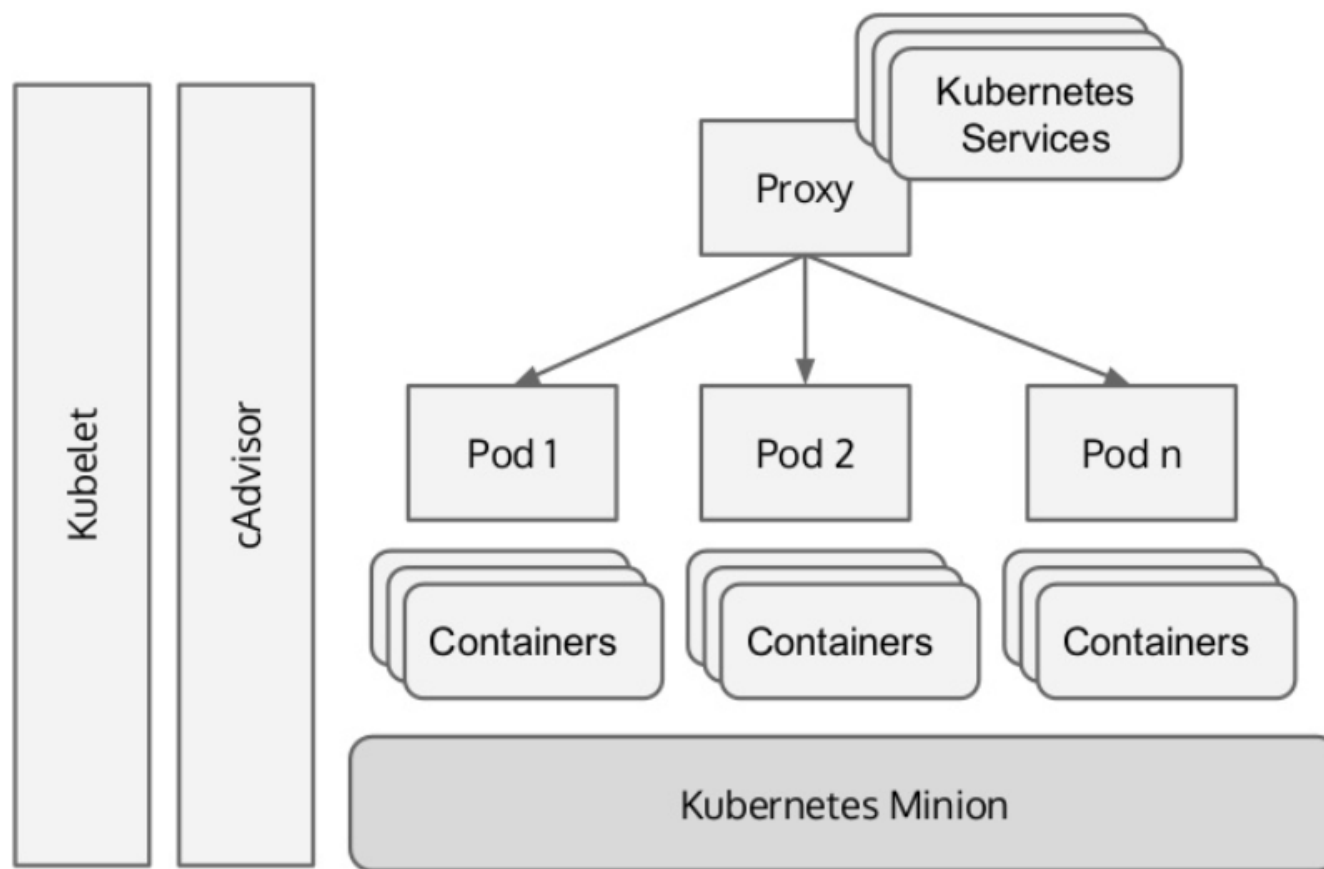 Kubernetes
Services
Proxy
Kubelet
cAdvisor
Pod 1
Pod 2
Pod n
Containers
Containers
Containers
Kubernetes Minion